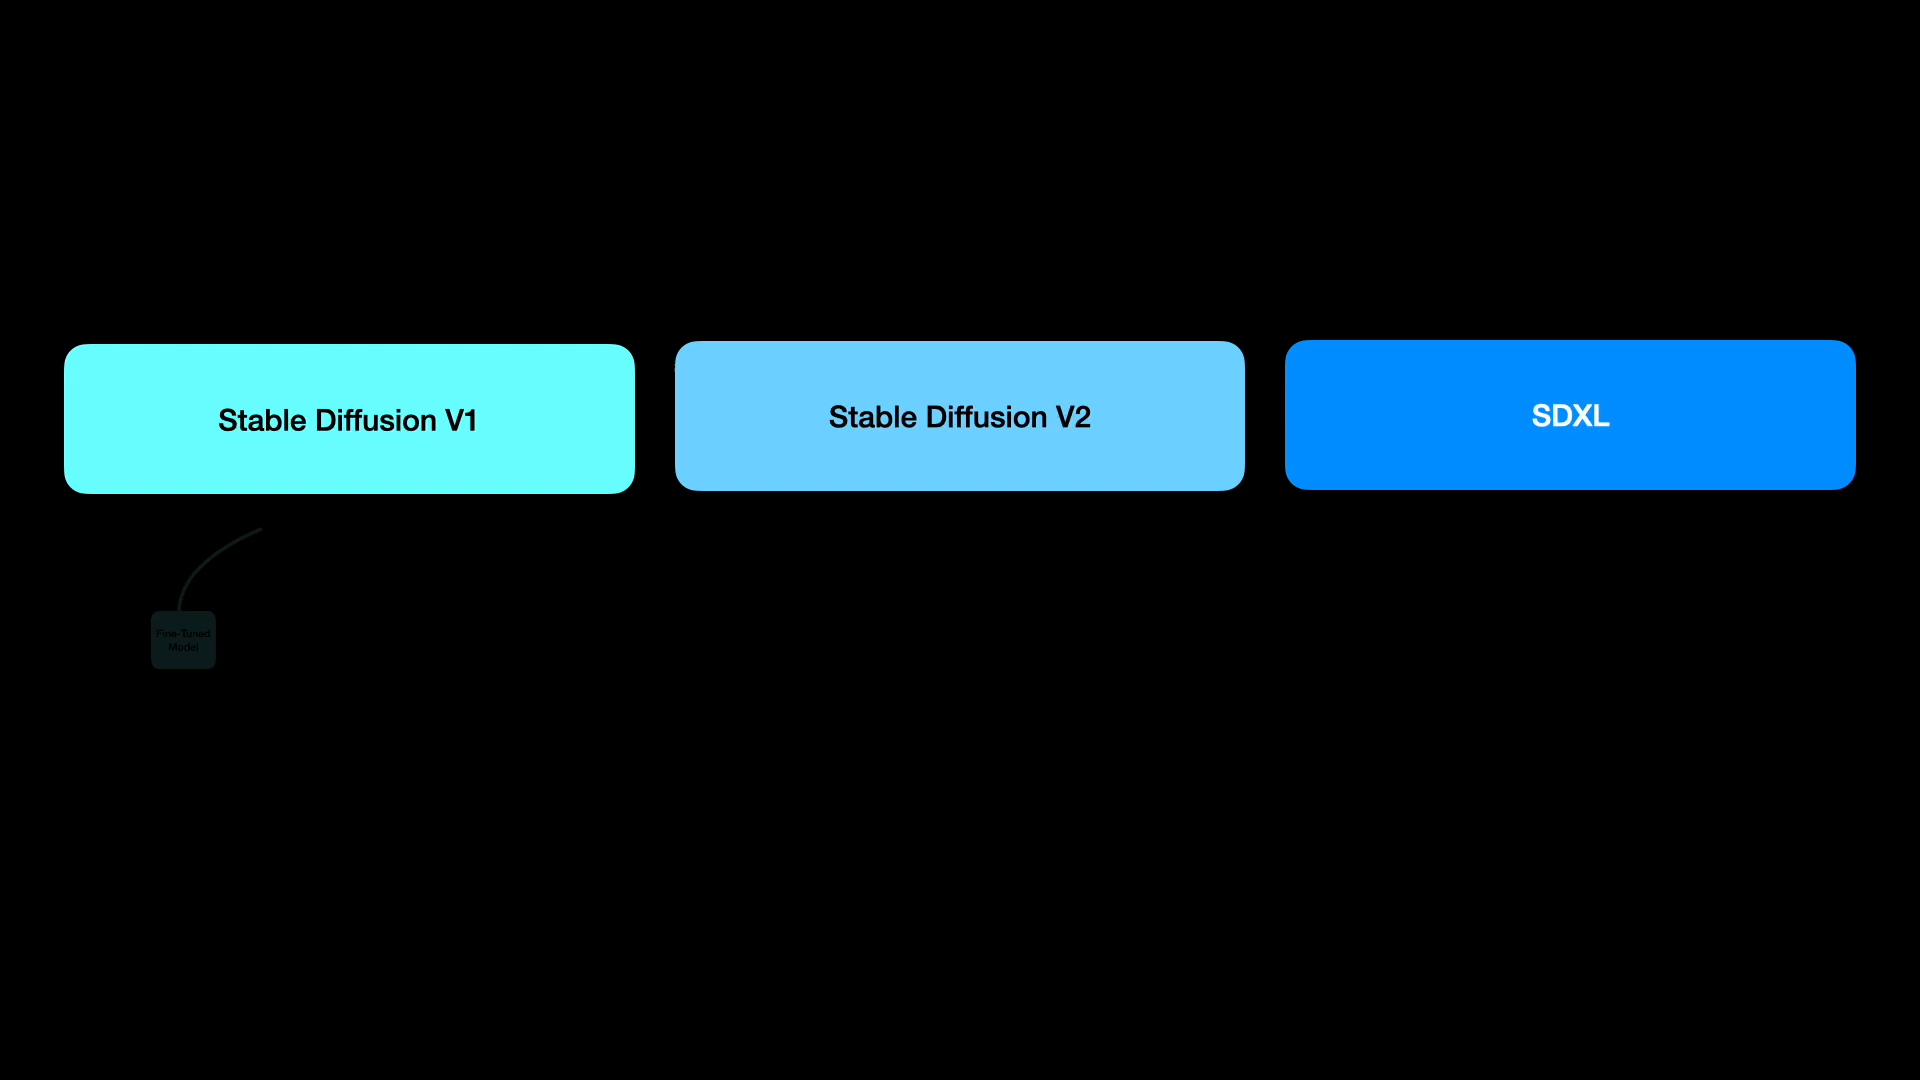 Stable Diffusion V1
Stable Diffusion V2
SDXL
Fine-Tuned
Model